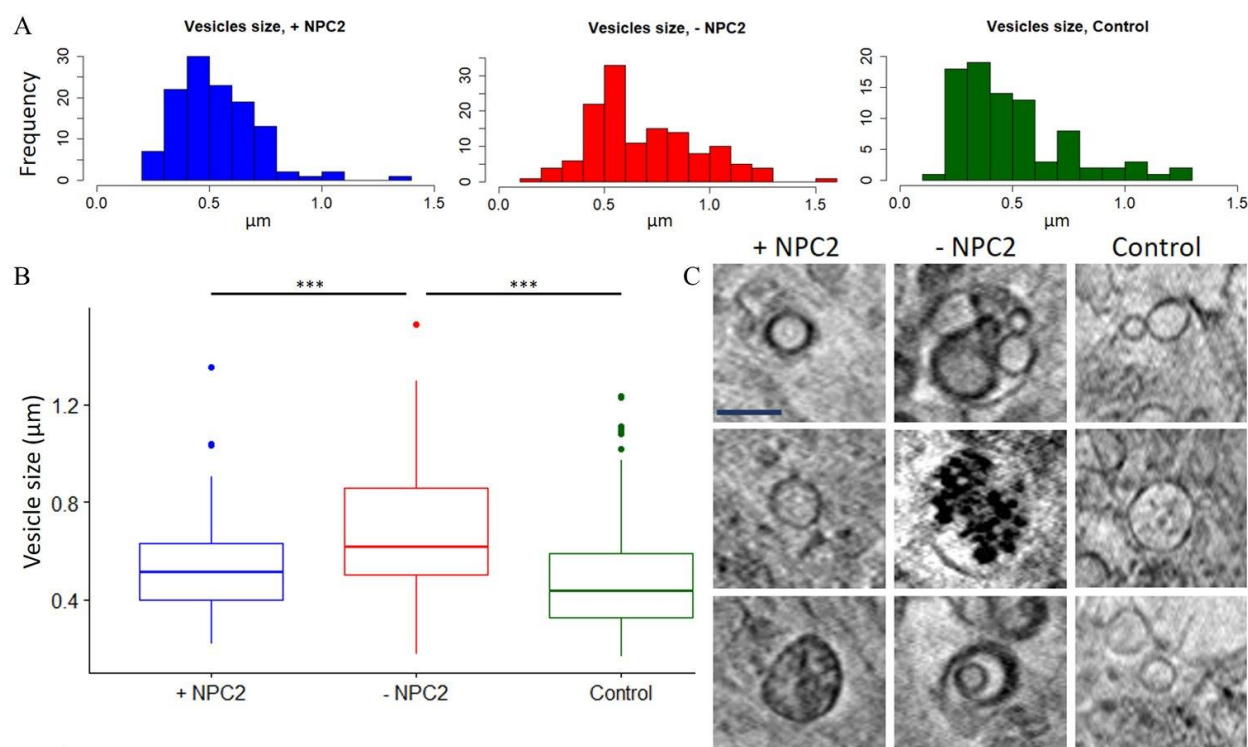 A
Vesicles size, + NPC2
Vesicles size, - NPC2
Vesicles size, Control
Frequency
30
20
10
0
0.0 0.5 1.0 1.5
µm
30
20
10
0
0.0 0.5 1.0 1.5
µm
20
15
10
5
0
0.0 0.5 1.0 1.5
µm
B
*** ***
Vesicle size (µm)
1.2
0.8
0.4
+ NPC2 - NPC2 Control
C
+ NPC2 - NPC2 Control